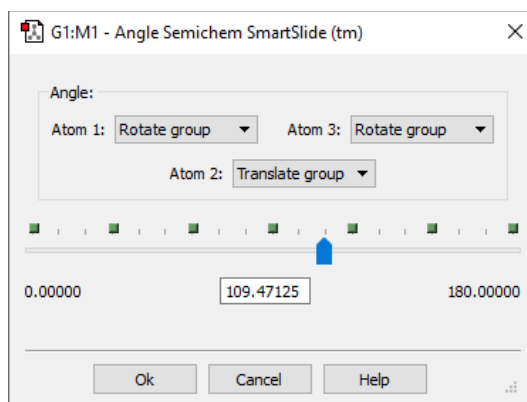 G1:M1 - Angle Semichem SmartSlide (tm)
Angle:
Atom 1: Rotate group Atom 3: Rotate group
Atom 2: Translate group
0.00000 109.47125 180.00000
Ok Cancel Help